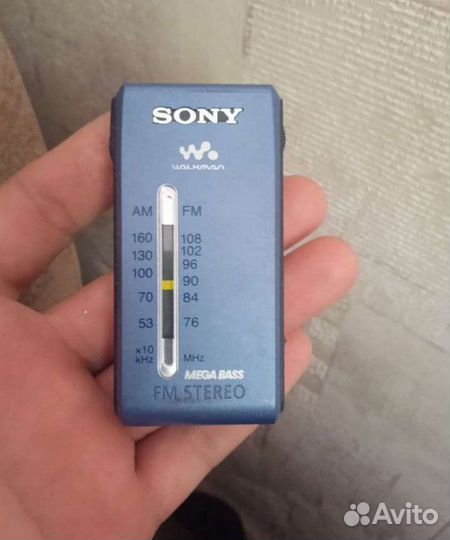 SONY
WALKMAN
AM FM
160 108
130 102
100 96
70 90
53 84
76
x10 kHz MHz
MEGA BASS
FM STEREO
Avito